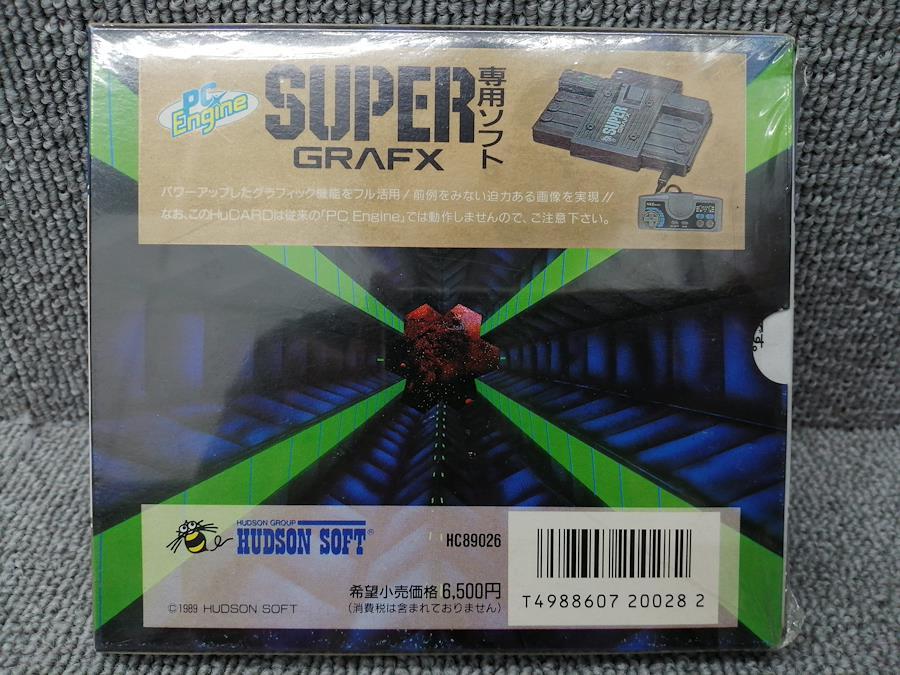 PC Engine
SUPER
GRAFX
専用ソフト
SUPER
パワーアップしたグラフィック機能をフル活用!前例をみない迫力ある画像を実現!!
なお、このHuCARDは従来の「PC Engine」では動作しませんので、ご注意下さい。
HUDSON GROUP
HUDSON SOFT®
HC89026
希望小売価格6,500円
(消費税は含まれておりません)
©1989 HUDSON SOFT
T4988607 20028 2